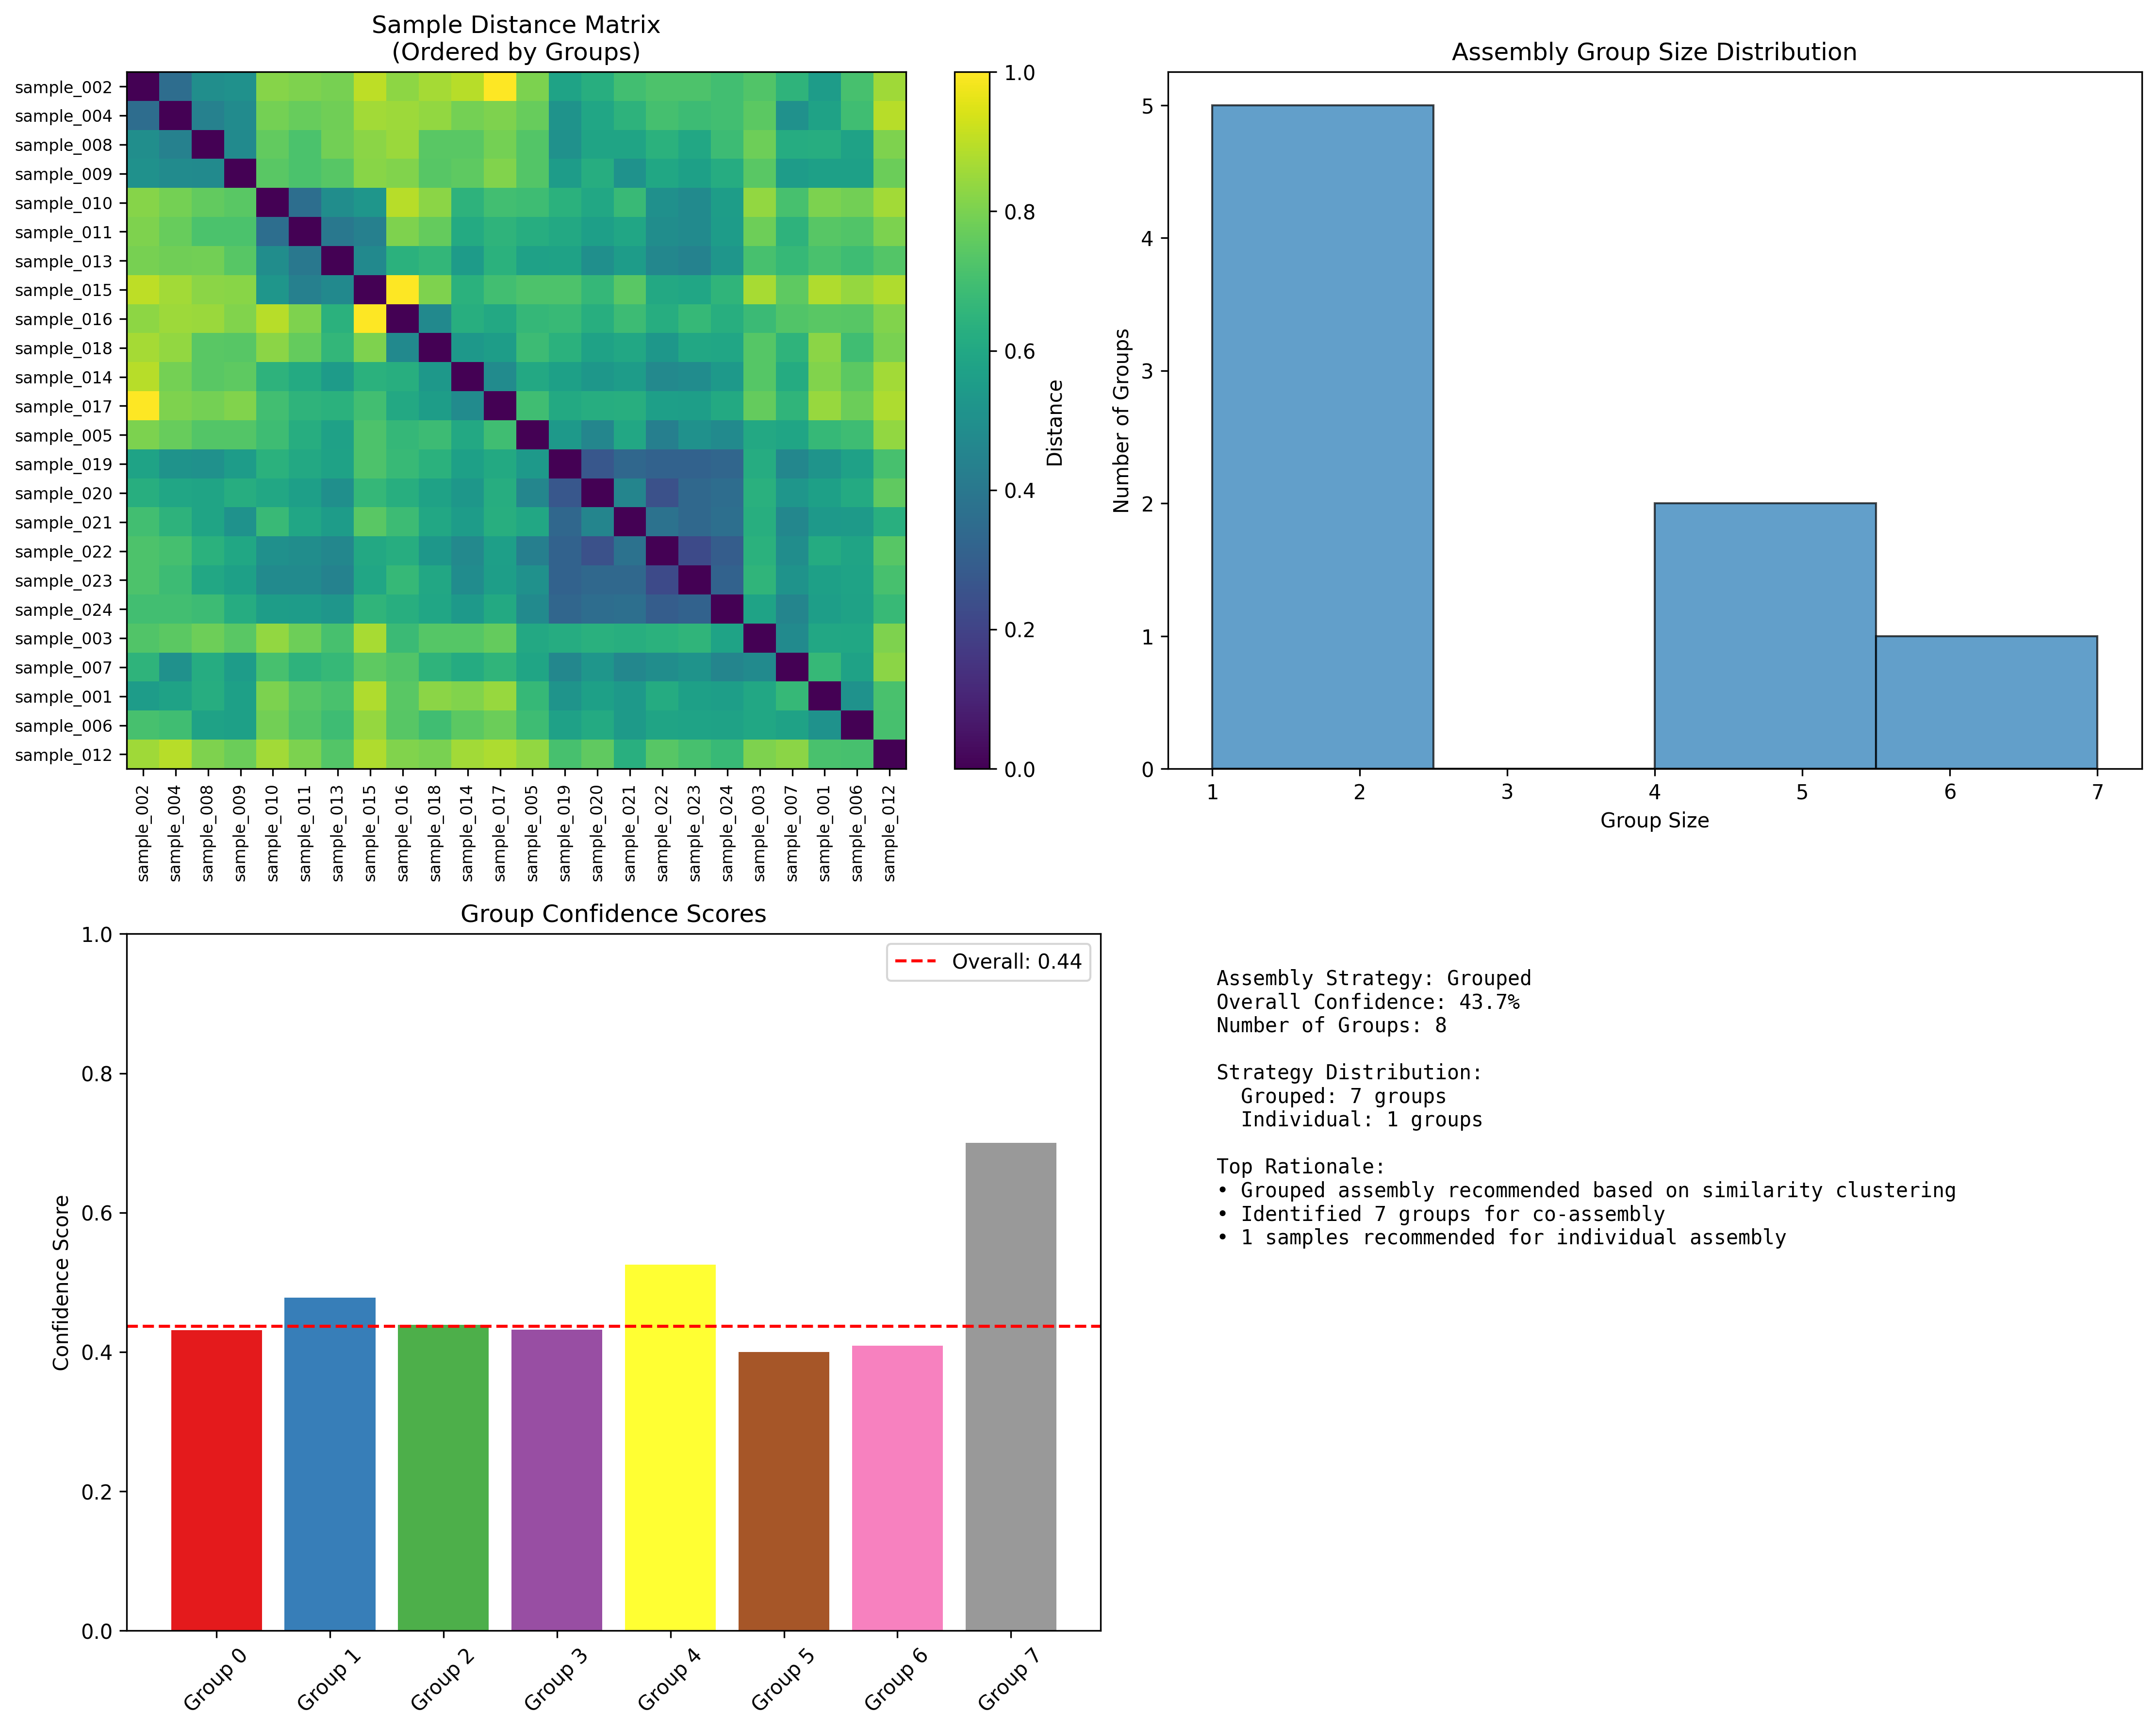 Sample Distance Matrix
(Ordered by Groups)
sample_002
sample_004
sample_008
sample_009
sample_010
sample_011
sample_013
sample_015
sample_016
sample_018
sample_014
sample_017
sample_005
sample_019
sample_020
sample_021
sample_022
sample_023
sample_024
sample_003
sample_007
sample_001
sample_006
sample_012
sample_002
sample_004
sample_008
sample_009
sample_010
sample_011
sample_013
sample_015
sample_016
sample_018
sample_014
sample_017
sample_005
sample_019
sample_020
sample_021
sample_022
sample_023
sample_024
sample_003
sample_007
sample_001
sample_006
sample_012
1.0
0.8
0.6
0.4
0.2
0.0
Distance
Assembly Group Size Distribution
Number of Groups
5
4
3
2
1
0
1
2
3
4
5
6
7
Group Size
Group Confidence Scores
Confidence Score
1.0
0.8
0.6
0.4
0.2
0.0
Overall: 0.44
Group 0
Group 1
Group 2
Group 3
Group 4
Group 5
Group 6
Group 7
Assembly Strategy: Grouped
Overall Confidence: 43.7%
Number of Groups: 8
Strategy Distribution:
Grouped: 7 groups
Individual: 1 groups
Top Rationale:
• Grouped assembly recommended based on similarity clustering
• Identified 7 groups for co-assembly
• 1 samples recommended for individual assembly